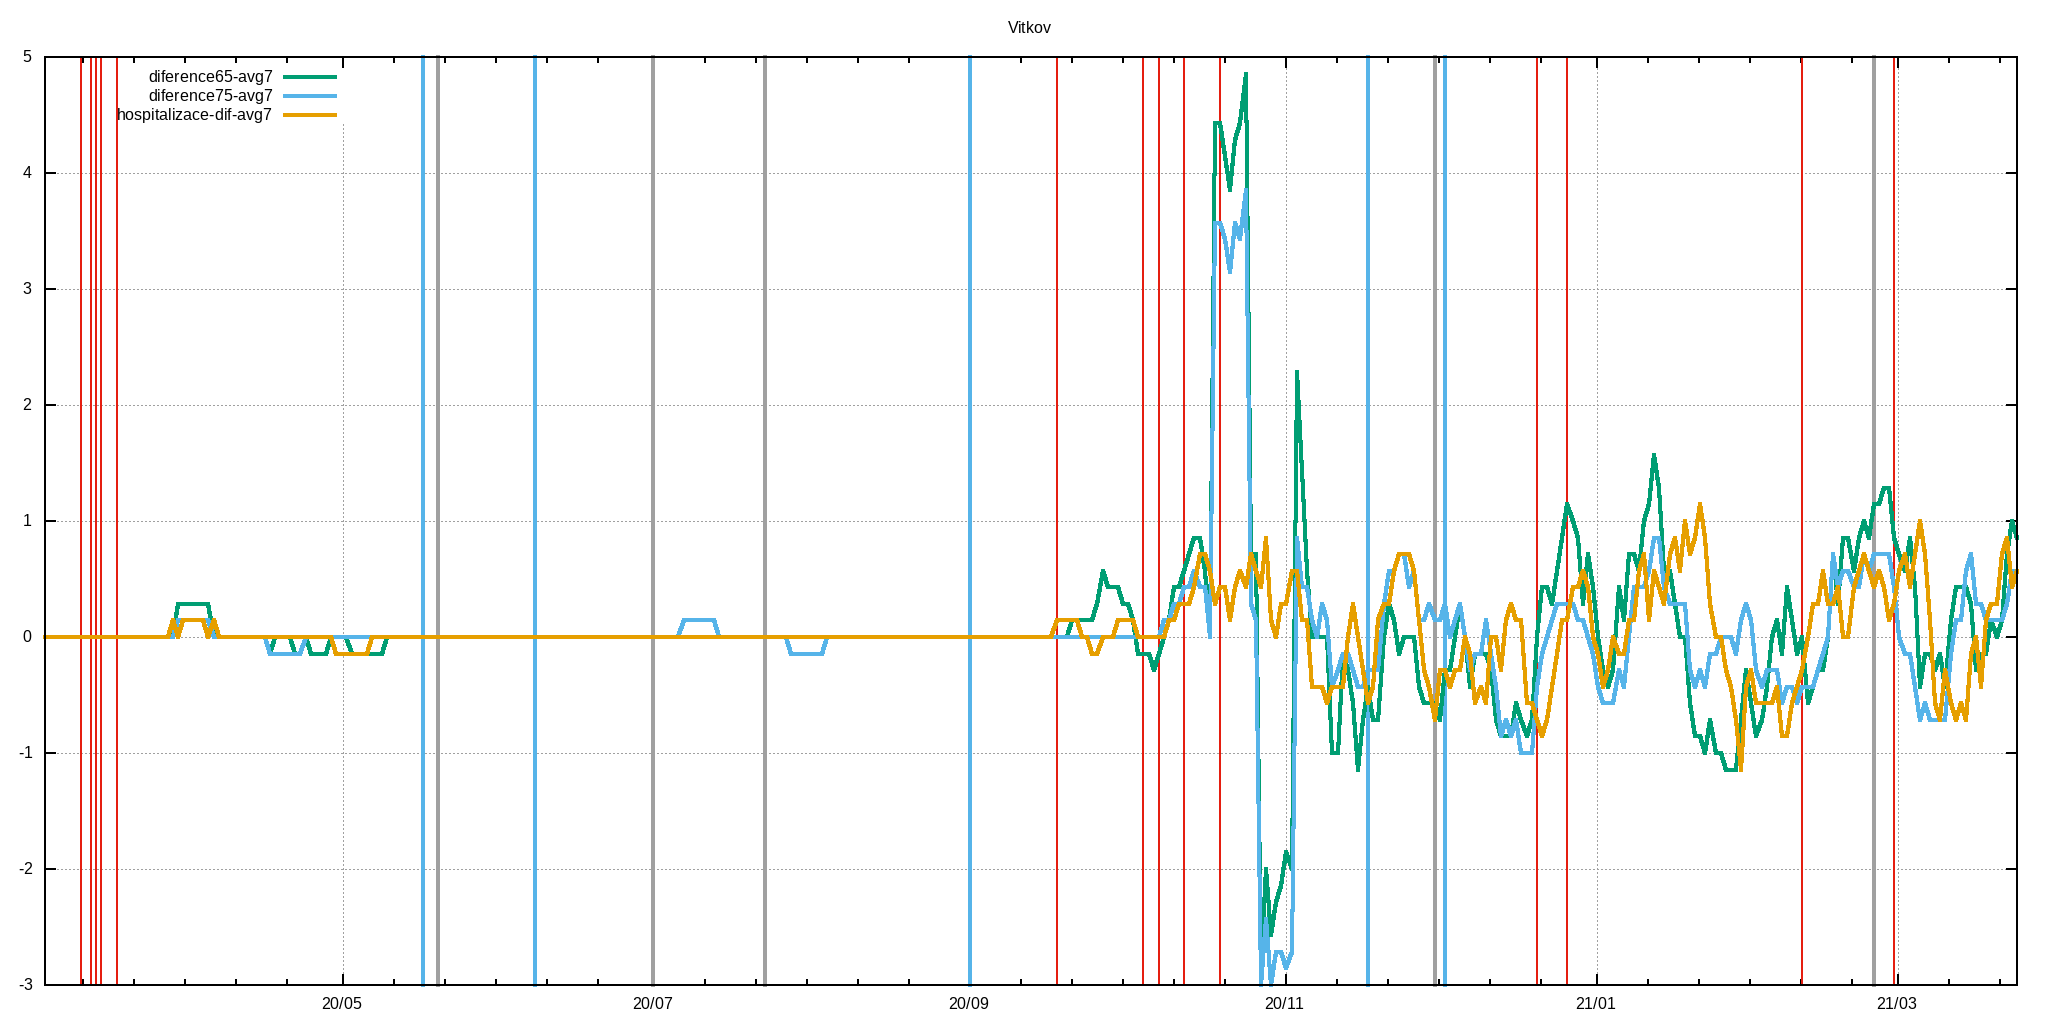 Vitkov
diference65-avg7
diference75-avg7
hospitalizace-dif-avg7
5
4
3
2
1
0
-1
-2
-3
20/05 20/07 20/09 20/11 21/01 21/03